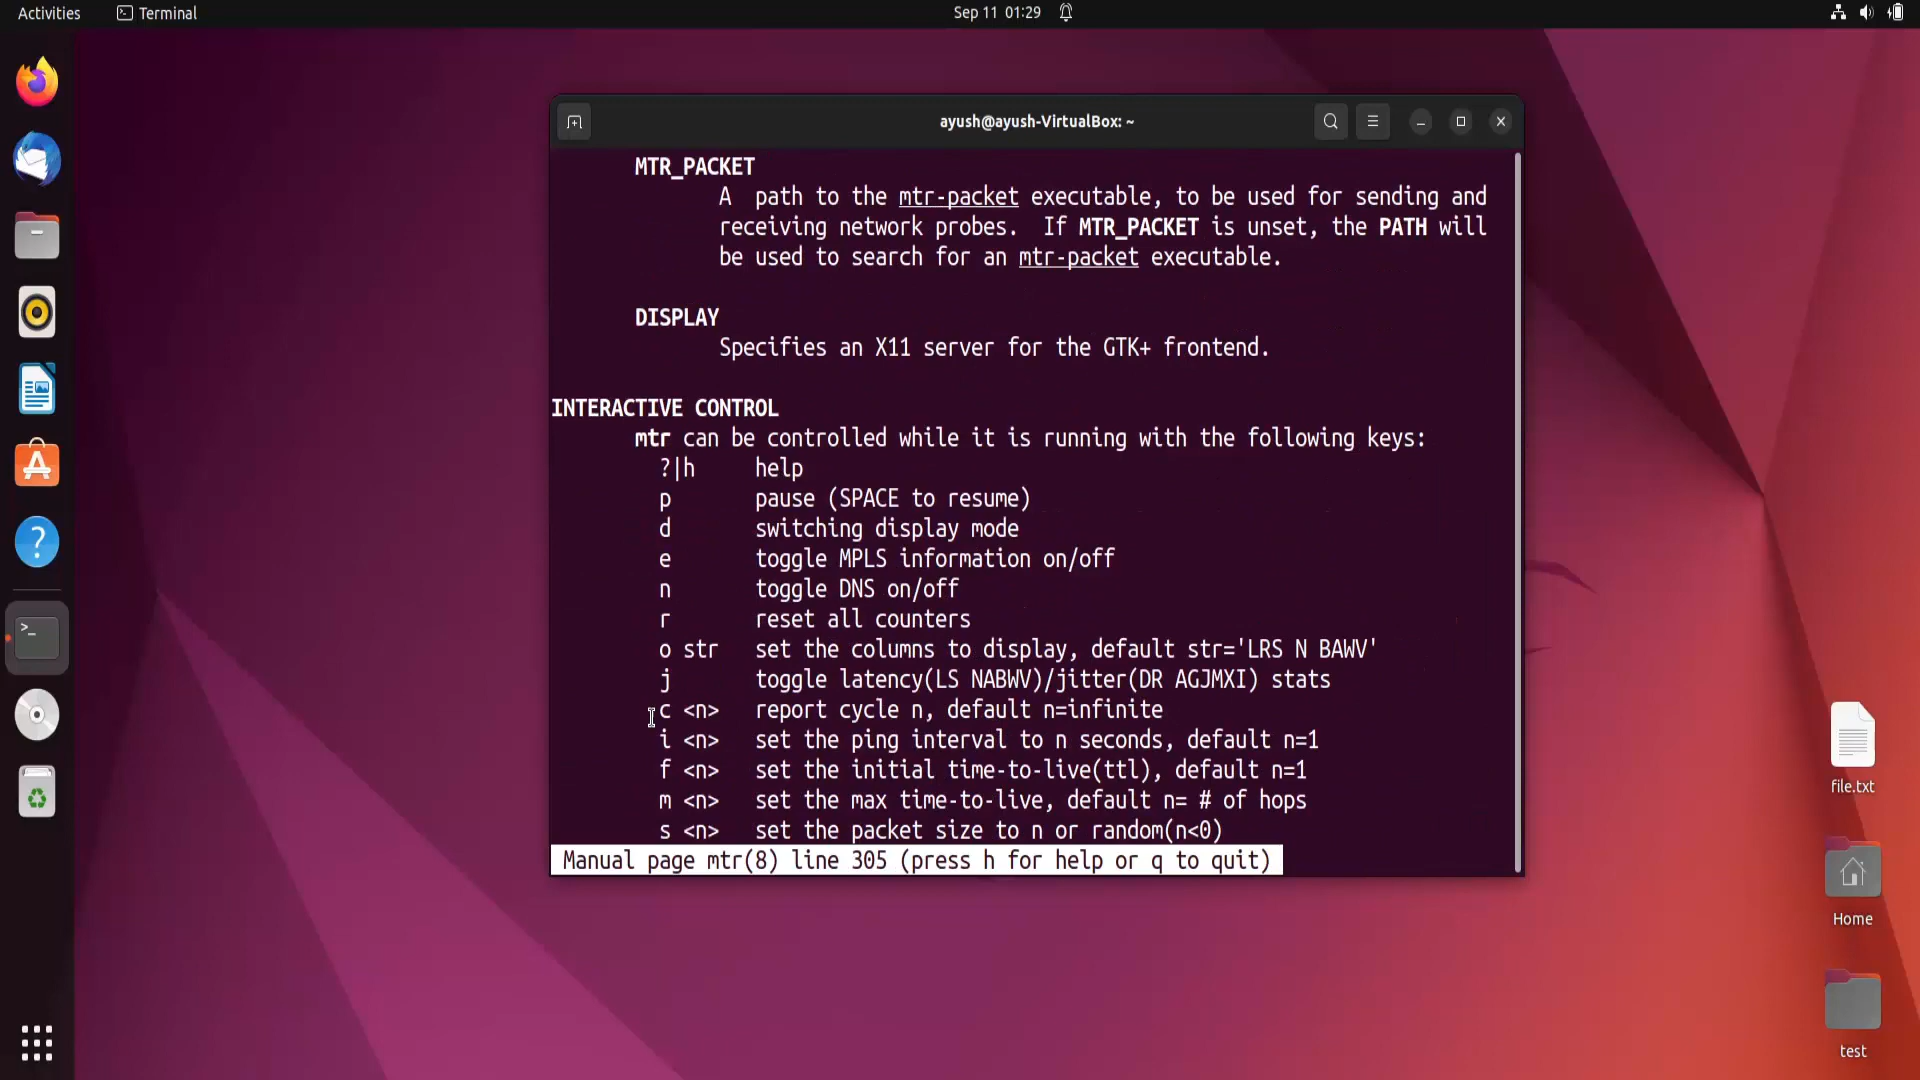 Activities Terminal Sep 11 01:29
ayush@ayush-VirtualBox: ~
MTR_PACKET
A path to the mtr-packet executable, to be used for sending and
receiving network probes. If MTR_PACKET is unset, the PATH will
be used to search for an mtr-packet executable.
DISPLAY
Specifies an X11 server for the GTK+ frontend.
INTERACTIVE CONTROL
mtr can be controlled while it is running with the following keys:
?|h help
p pause (SPACE to resume)
d switching display mode
e toggle MPLS information on/off
n toggle DNS on/off
r reset all counters
o str set the columns to display, default str='LRS N BAWV'
j toggle latency(LS NABWV)/jitter(DR AGJMXI) stats
c <n> report cycle n, default n=infinite
i <n> set the ping interval to n seconds, default n=1
f <n> set the initial time-to-live(ttl), default n=1
m <n> set the max time-to-live, default n= # of hops
s <n> set the packet size to n or random(n<0)
Manual page mtr(8) line 305 (press h for help or q to quit)
file.txt
Home
test